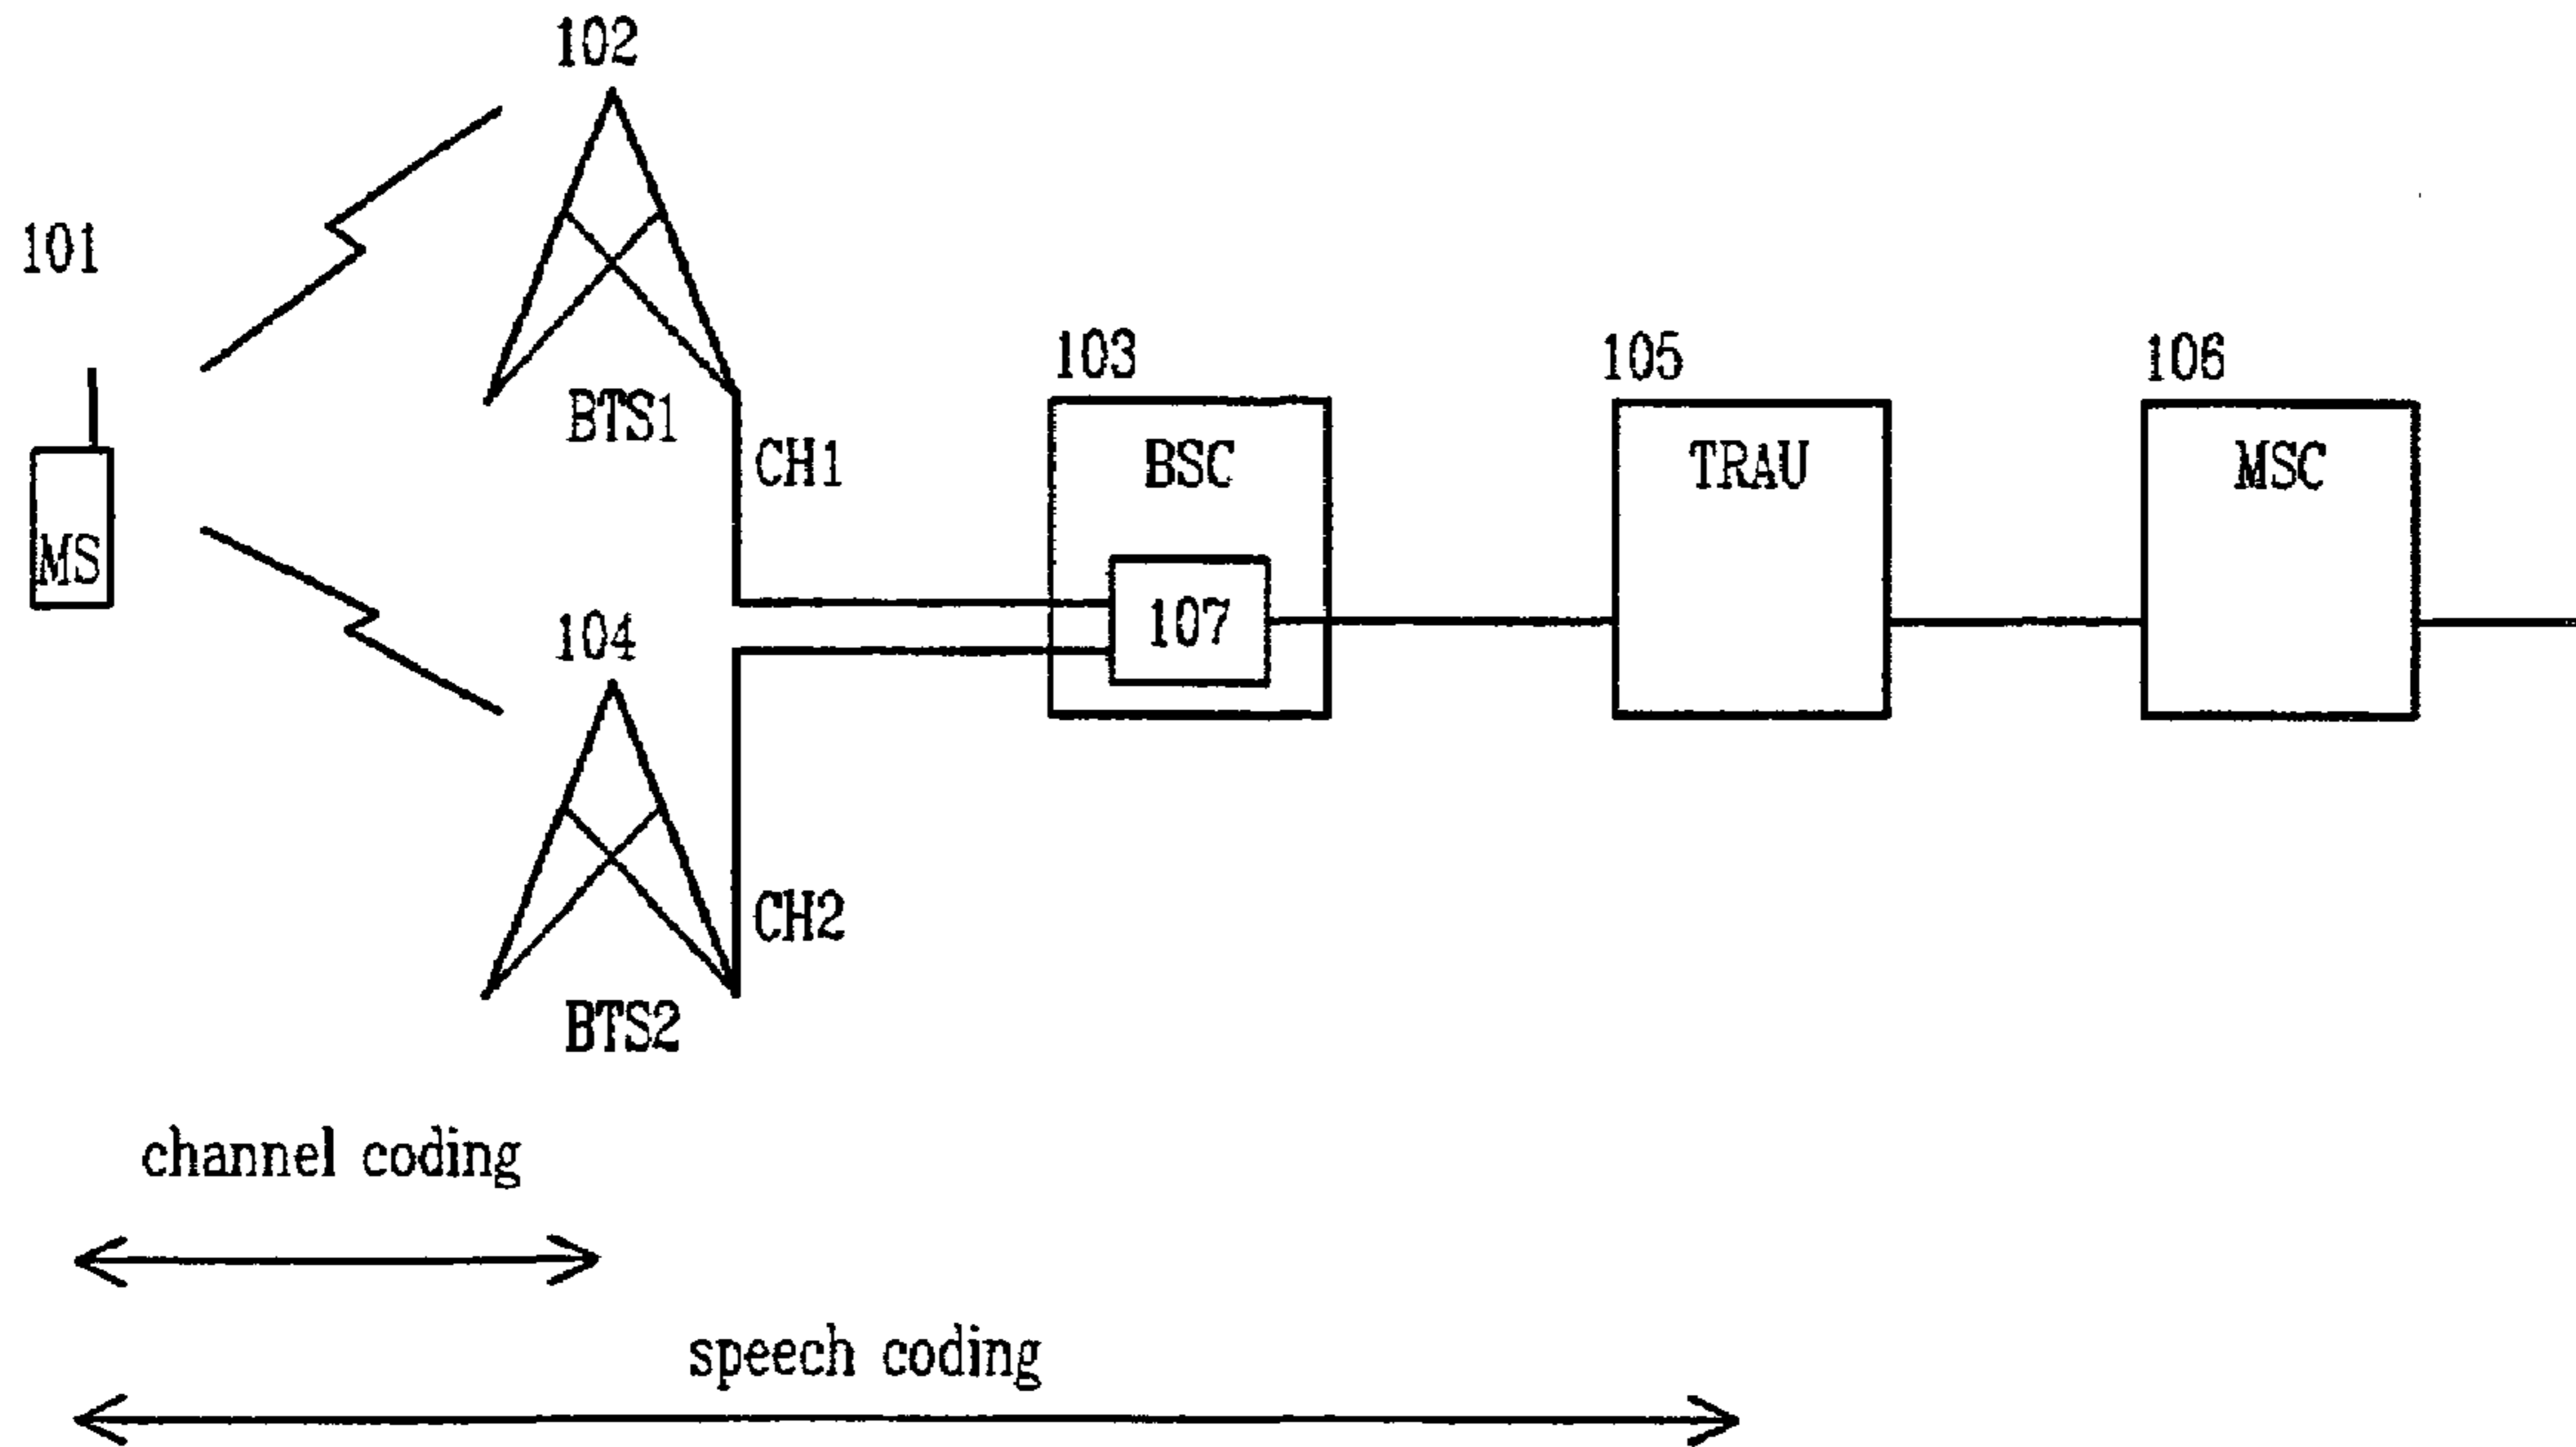 102
101
BTS1
CH1
103
BSC
105
TRAU
106
MSC
MS
107
104
CH2
BTS2
channel coding
speech coding